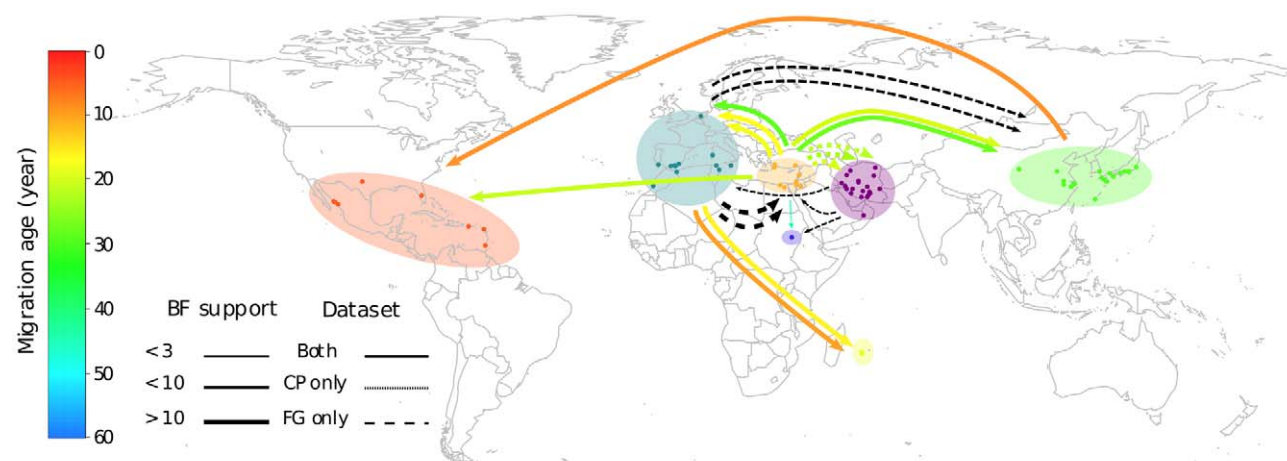 Migration age (year)
0
10
20
30
40
50
60
BF support Dataset
<3 Both
<10 CP only
>10 FG only